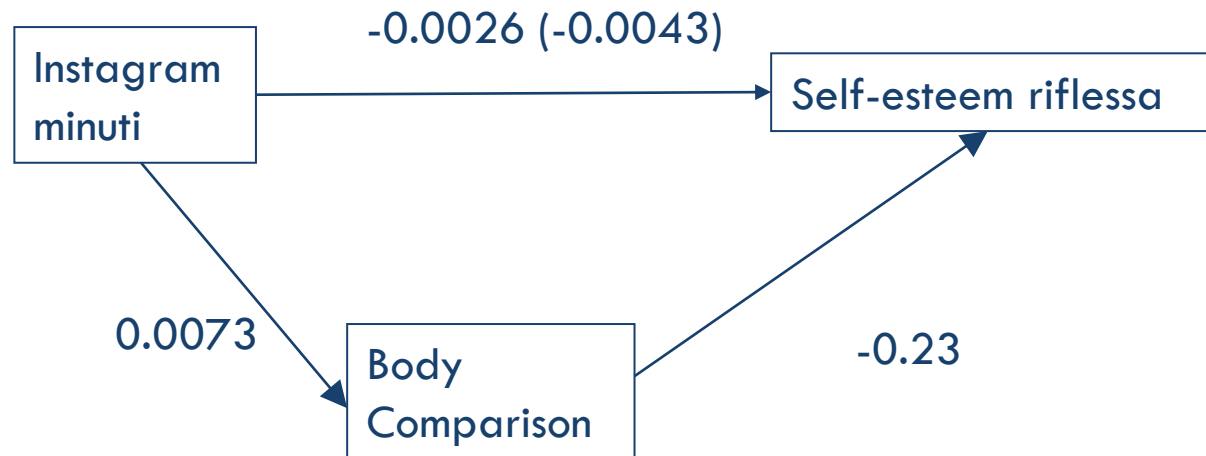 -0.0026 (-0.0043)
Instagram
minuti
Self-esteem riflessa
0.0073
Body
Comparison
-0.23